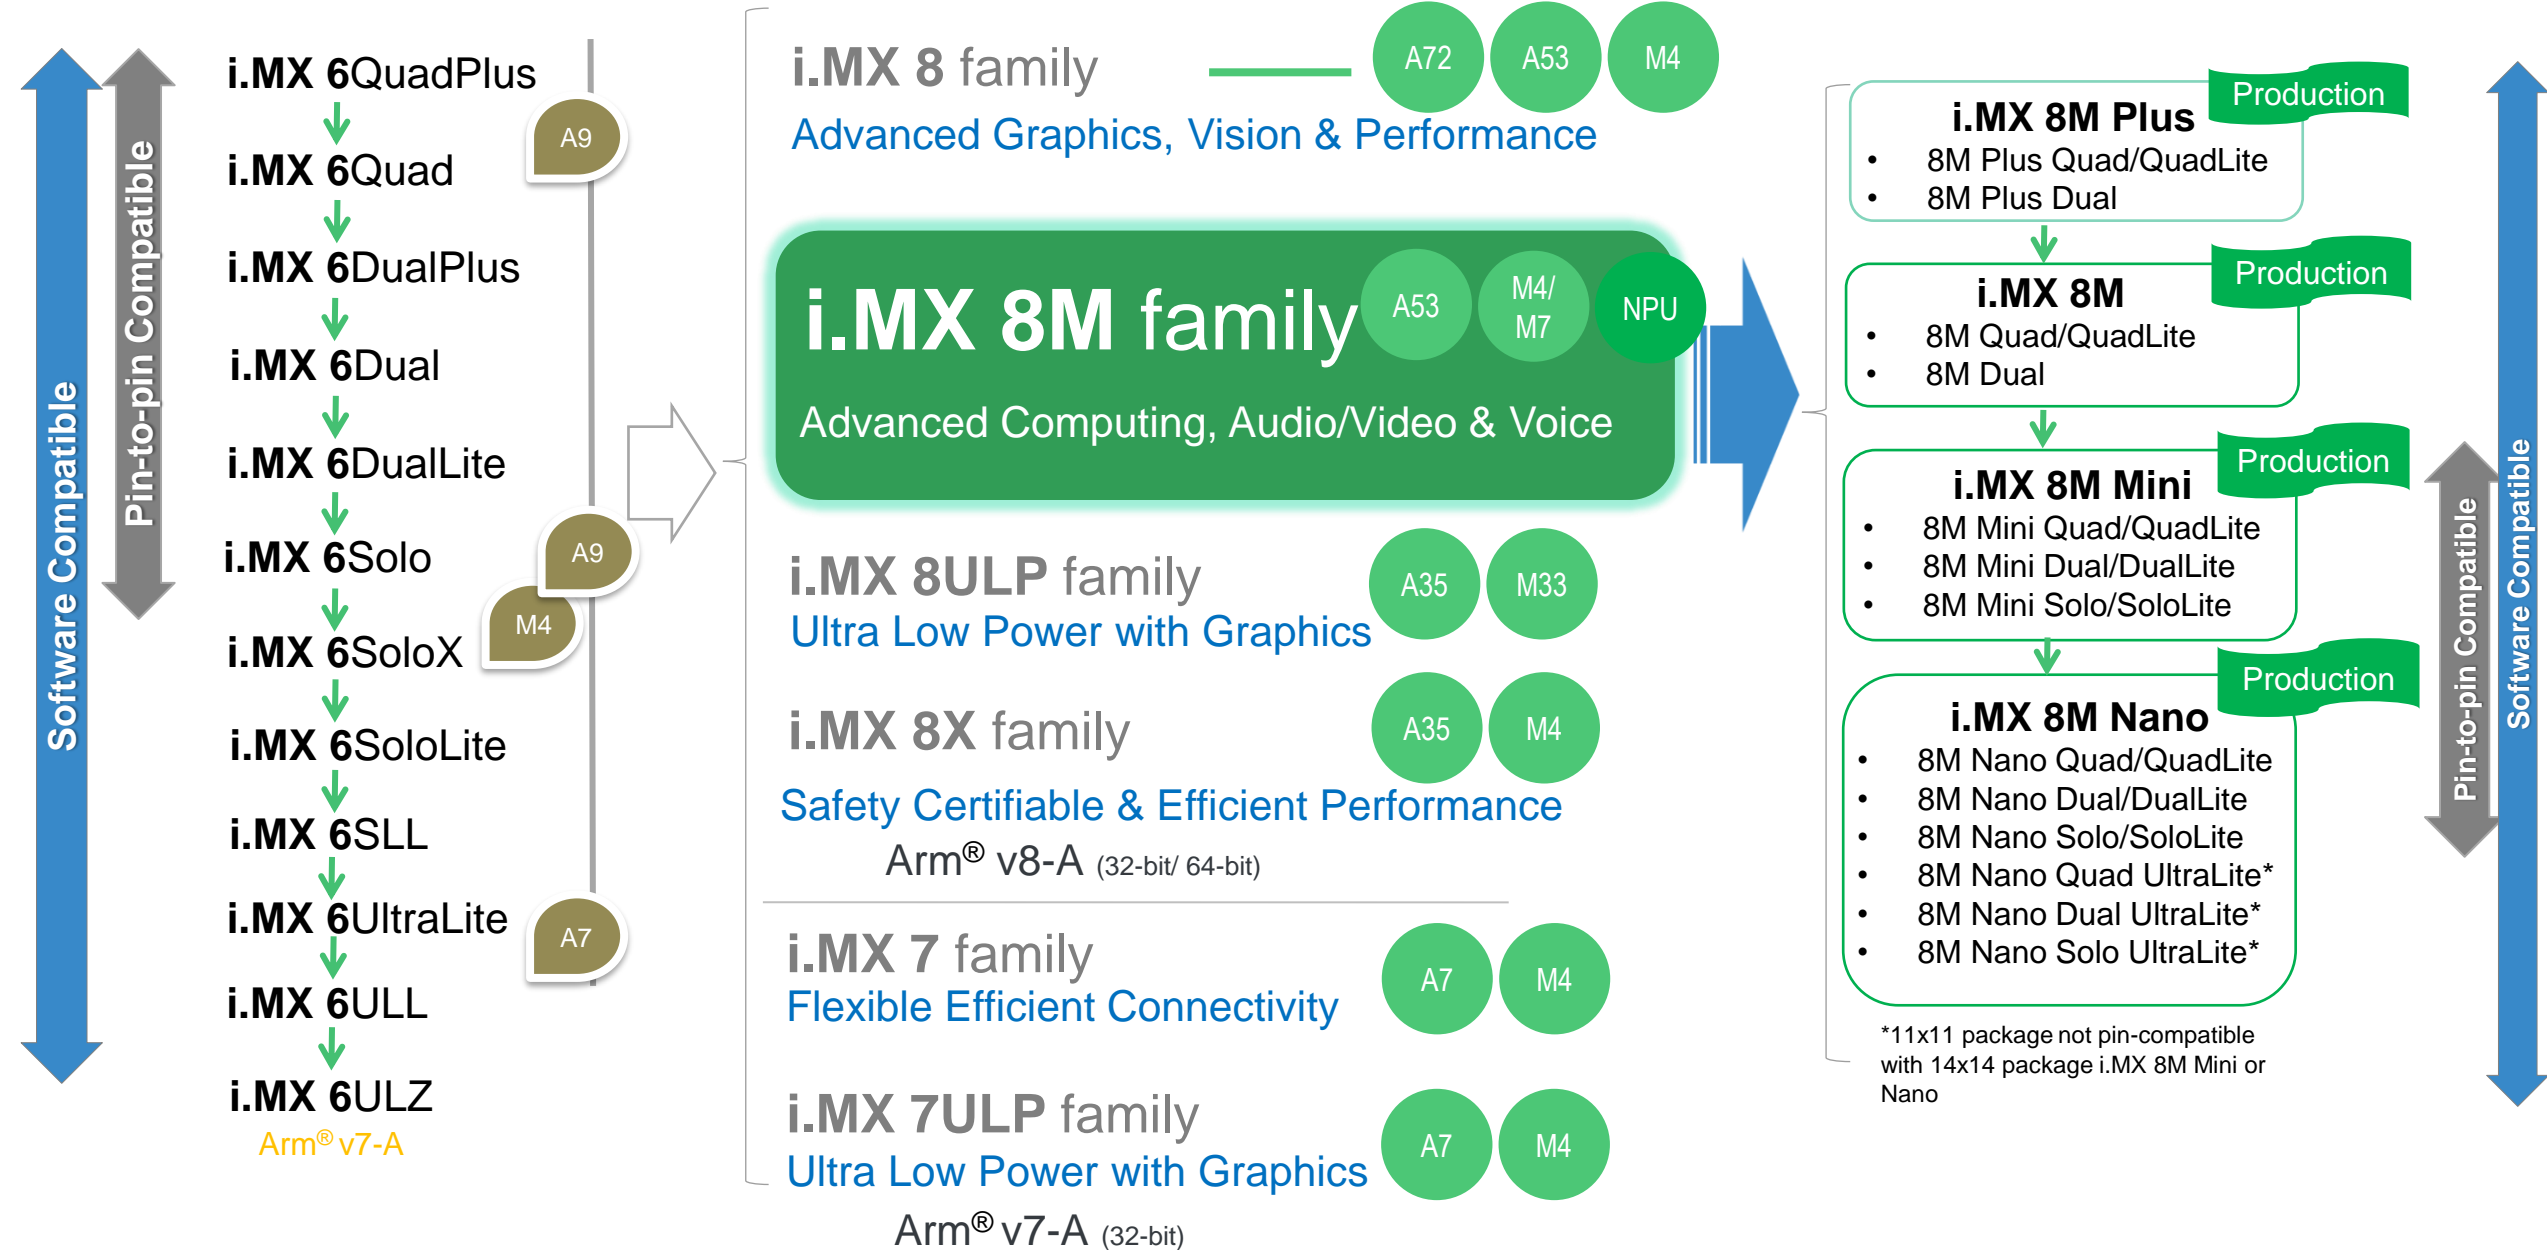 Software Compatible
Pin-to-pin Compatible
i.MX 6QuadPlus
A9
i.MX 6Quad
i.MX 6DualPlus
i.MX 6Dual
i.MX 6DualLite
i.MX 6Solo
A9
M4
i.MX 6SoloX
i.MX 6SoloLite
i.MX 6SLL
i.MX 6UltraLite
A7
i.MX 6ULL
i.MX 6ULZ
Arm® v7-A
i.MX 8 family
A72
A53
M4
Advanced Graphics, Vision & Performance
i.MX 8M family
A53
M4/
M7
NPU
Advanced Computing, Audio/Video & Voice
i.MX 8ULP family
A35
M33
Ultra Low Power with Graphics
i.MX 8X family
A35
M4
Safety Certifiable & Efficient Performance
Arm® v8-A (32-bit/ 64-bit)
i.MX 7 family
A7
M4
Flexible Efficient Connectivity
i.MX 7ULP family
A7
M4
Ultra Low Power with Graphics
Arm® v7-A (32-bit)
Production
i.MX 8M Plus
• 8M Plus Quad/QuadLite
• 8M Plus Dual
Production
i.MX 8M
• 8M Quad/QuadLite
• 8M Dual
Production
i.MX 8M Mini
• 8M Mini Quad/QuadLite
• 8M Mini Dual/DualLite
• 8M Mini Solo/SoloLite
Production
i.MX 8M Nano
• 8M Nano Quad/QuadLite
• 8M Nano Dual/DualLite
• 8M Nano Solo/SoloLite
• 8M Nano Quad UltraLite*
• 8M Nano Dual UltraLite*
• 8M Nano Solo UltraLite*
*11x11 package not pin-compatible
with 14x14 package i.MX 8M Mini or
Nano
Pin-to-pin Compatible
Software Compatible